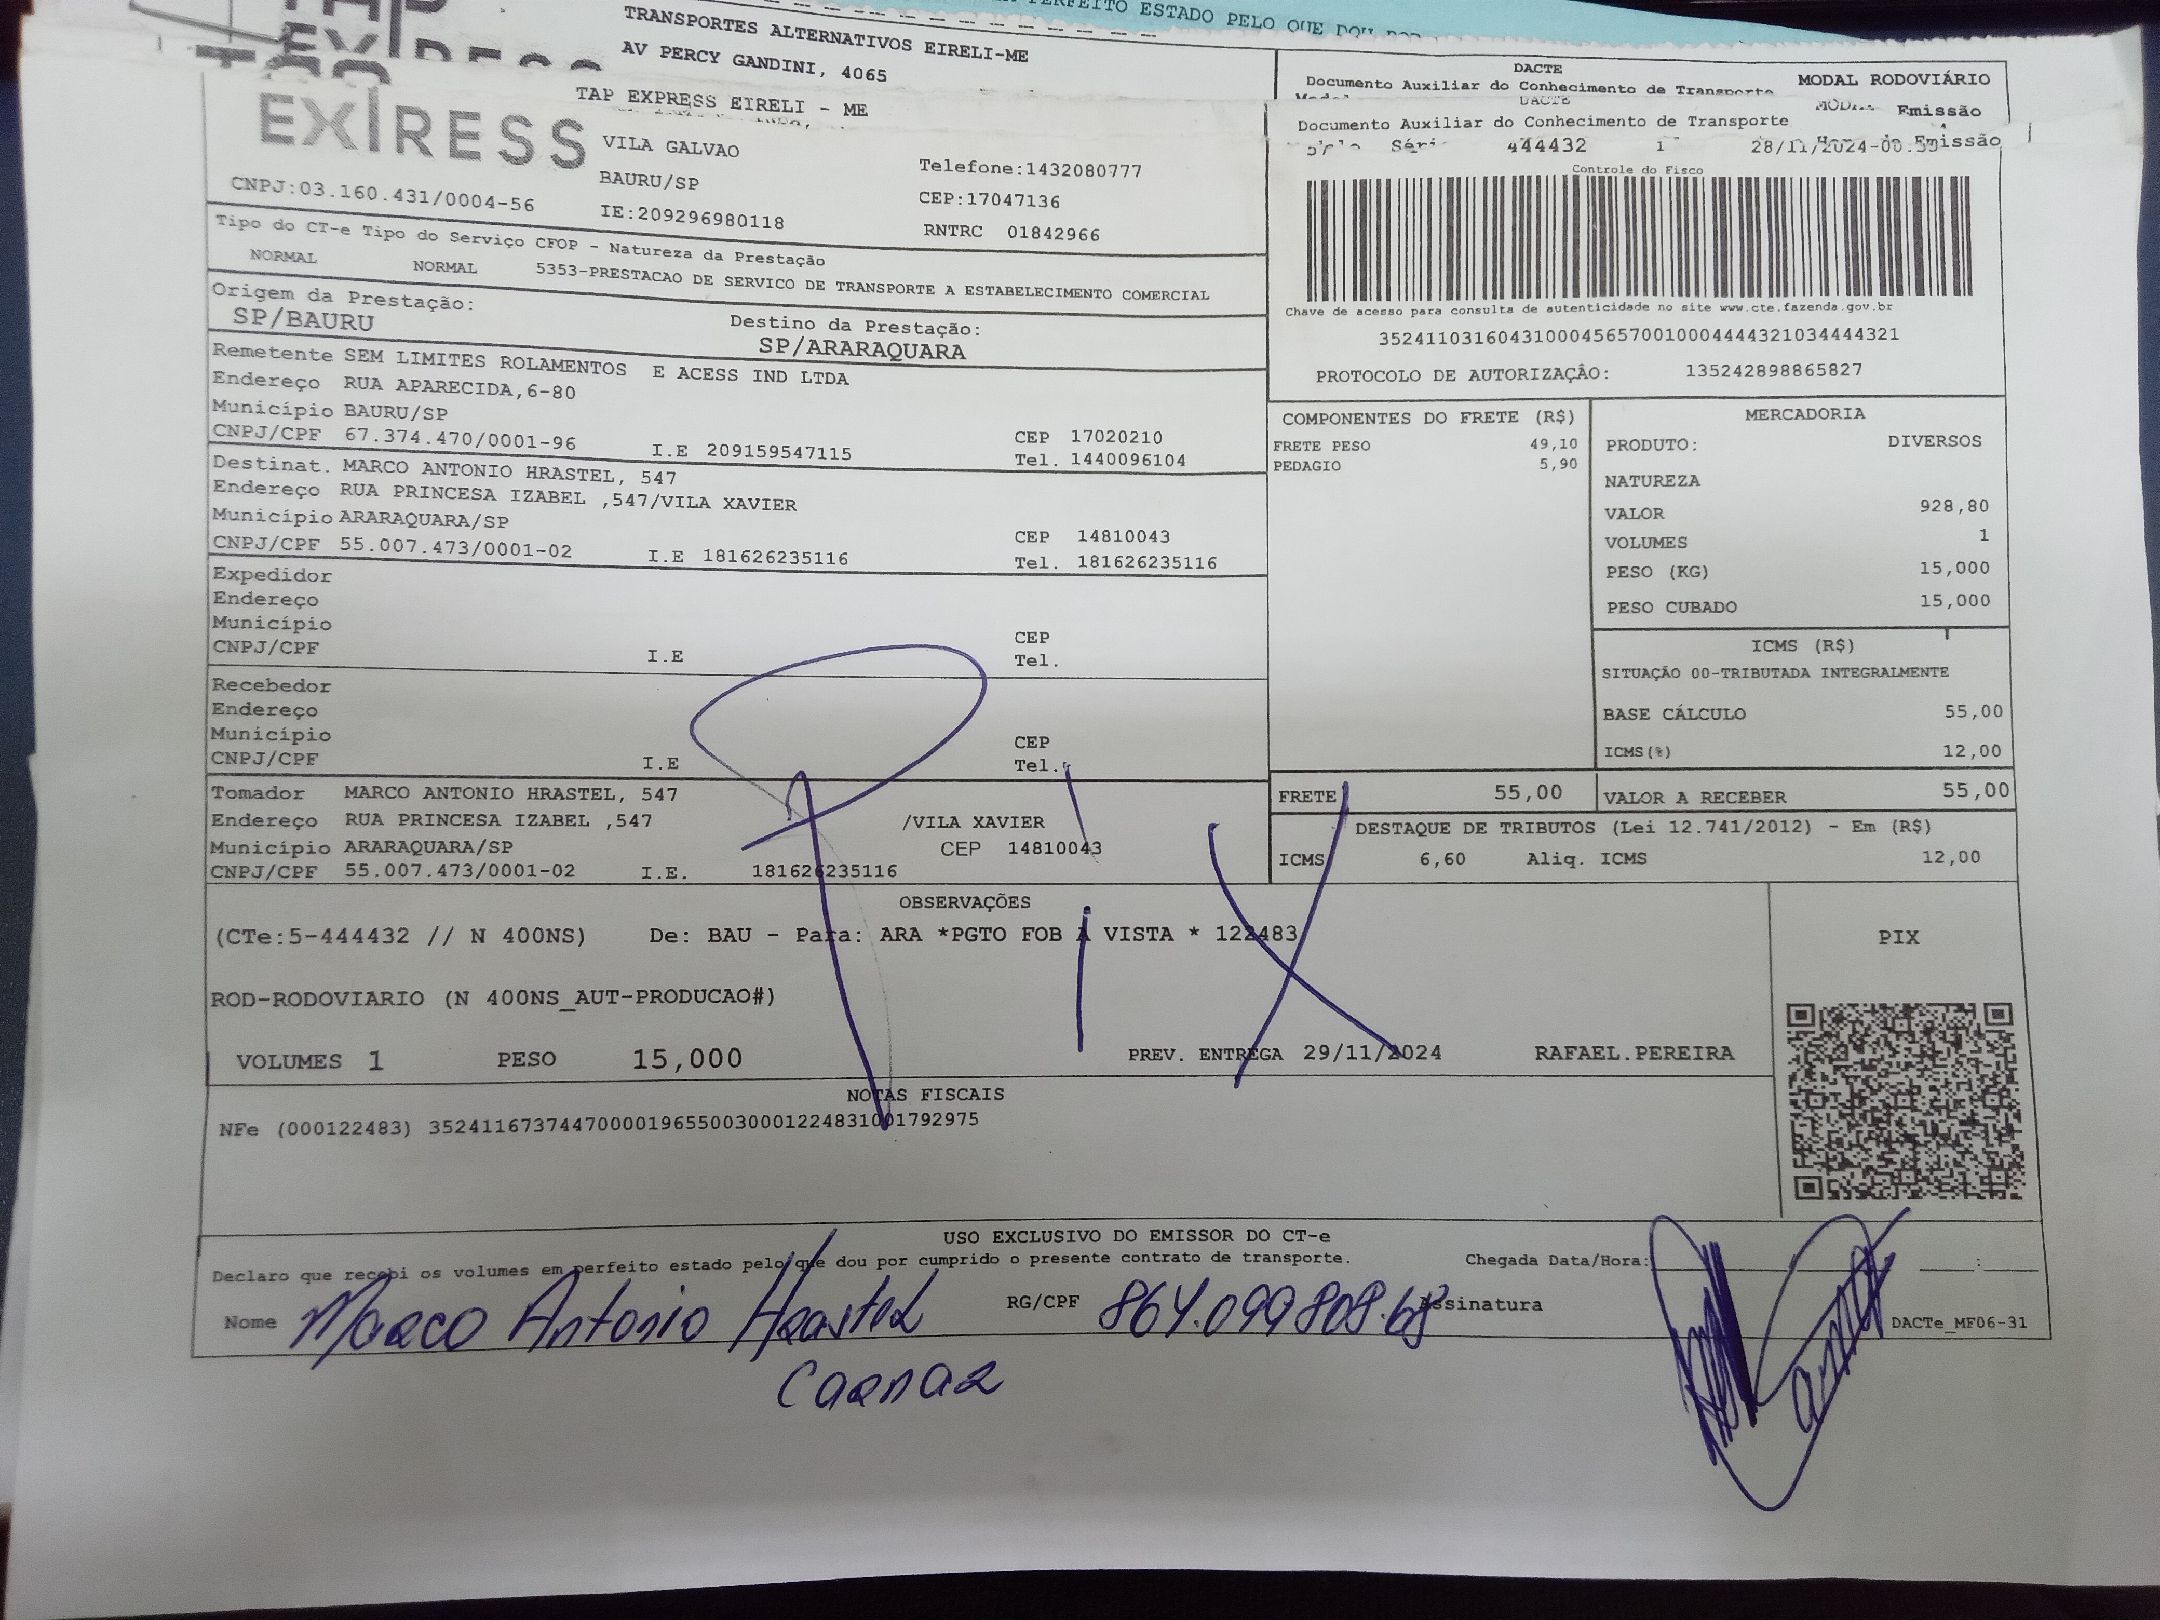 PERFEITO ESTADO PELO QUE DOU POR
TAP
EXPRESS
TRANSPORTES ALTERNATIVOS EIRELI-ME
AV PERCY GANDINI, 4065
DACTE
Documento Auxiliar do Conhecimento de Transporte
MODAL RODOVIÁRIO
Emissão
TAP EXPRESS EIRELI - ME
DACTE
Documento Auxiliar do Conhecimento de Transporte
Emissão
444432 1 28/11/2024
EXPRESS
VILA GALVAO
BAURU/SP
IE:209296980118
Telefone:1432080777
CEP:17047136
RNTRC 01842966
CNPJ:03.160.431/0004-56
Controle do Fisco
Chave de acesso para consulta de autenticidade no site www.cte.fazenda.gov.br
35241103160431000456570010004444321034444321
PROTOCOLO DE AUTORIZAÇÂO: 135242898865827
Tipo do CT-e Tipo do Serviço CFOP - Natureza da Prestação
NORMAL NORMAL 5353-PRESTACAO DE SERVICO DE TRANSPORTE A ESTABELECIMENTO COMERCIAL
Origem da Prestação:
SP/BAURU
Destino da Prestação:
SP/ARARAQUARA
Remetente SEM LIMITES ROLAMENTOS E ACESS IND LTDA
Endereço RUA APARECIDA,6-80
Município BAURU/SP
CEP 17020210
CNPJ/CPF 67.374.470/0001-96 I.E 209159547115 Tel. 1440096104
Destinat. MARCO ANTONIO HRASTEL, 547
Endereço RUA PRINCESA IZABEL ,547/VILA XAVIER
Município ARARAQUARA/SP CEP 14810043
CNPJ/CPF 55.007.473/0001-02 I.E 181626235116 Tel. 181626235116
Expedidor
Endereço
Município CEP
CNPJ/CPF I.E Tel.
Recebedor
Endereço
Município CEP
CNPJ/CPF I.E Tel.
Tomador MARCO ANTONIO HRASTEL, 547
Endereço RUA PRINCESA IZABEL ,547 /VILA XAVIER
Município ARARAQUARA/SP CEP 14810043
CNPJ/CPF 55.007.473/0001-02 I.E. 181626235116
COMPONENTES DO FRETE (R$)
FRETE PESO 49,10
PEDAGIO 5,90
MERCADORIA
PRODUTO: DIVERSOS
NATUREZA
VALOR 928,80
VOLUMES 1
PESO (KG) 15,000
PESO CUBADO 15,000
ICMS (R$)
SITUAÇÃO 00-TRIBUTADA INTEGRALMENTE
BASE CÁLCULO 55,00
ICMS(%) 12,00
FRETE 55,00 VALOR A RECEBER 55,00
DESTAQUE DE TRIBUTOS (Lei 12.741/2012) - Em (R$)
ICMS 6,60 Aliq. ICMS 12,00
PIX
OBSERVAÇÕES
(CTe:5-444432 // N 400NS) De: BAU - Para: ARA *PGTO FOB A VISTA * 122483
ROD-RODOVIARIO (N 400NS_AUT-PRODUCAO#)
VOLUMES 1 PESO 15,000 PREV. ENTREGA 29/11/2024 RAFAEL.PEREIRA
PIX
NOTAS FISCAIS
NFe (000122483) 35241167374470000196550030001224831001792975
USO EXCLUSIVO DO EMISSOR DO CT-e
Declaro que recebi os volumes em perfeito estado pelo que dou por cumprido o presente contrato de transporte.
Chegada Data/Hora: :
Nome Marco Antonio Hrastel RG/CPF 864.099808.68 Assinatura
DACTe_MF06-31